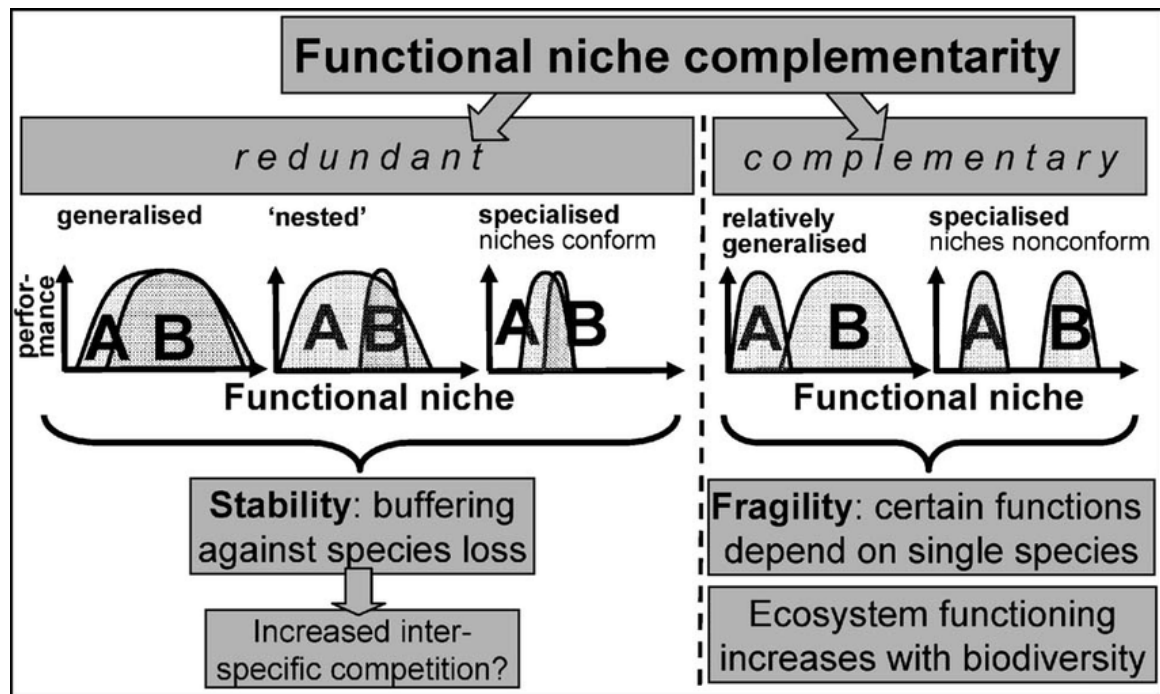 Functional niche complementarity
redundant
complementary
generalised
'nested'
specialised
niches conform
relatively
generalised
specialised
niches nonconform
perfor-
mance
A B
A B
A B
A B
A B
Functional niche
Functional niche
Stability: buffering
against species loss
Fragility: certain functions
depend on single species
Increased inter-
specific competition?
Ecosystem functioning
increases with biodiversity